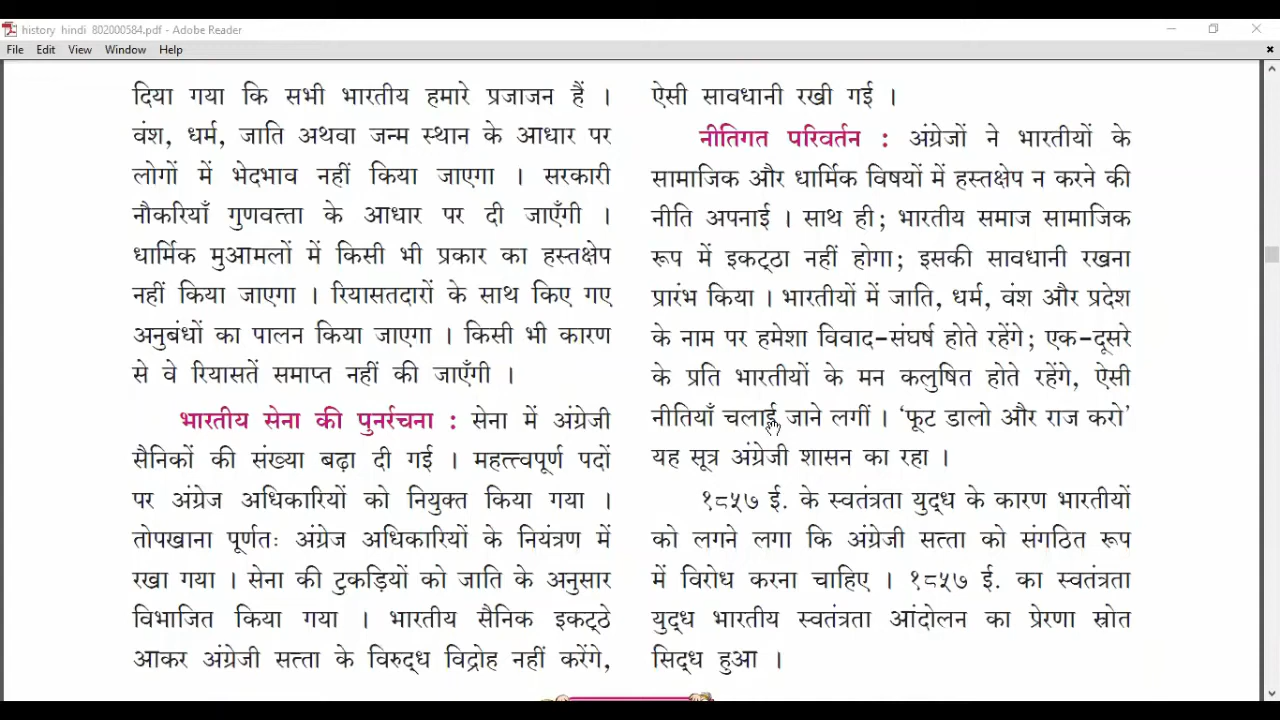 history hindi 802000584.pdf - Adobe Reader
File Edit View Window Help
दिया गया कि सभी भारतीय हमारे प्रजाजन हैं ।
वंश, धर्म, जाति अथवा जन्म स्थान के आधार पर
लोगों में भेदभाव नहीं किया जाएगा । सरकारी
नौकरियाँ गुणवत्ता के आधार पर दी जाएँगी ।
धार्मिक मुआमलों में किसी भी प्रकार का हस्तक्षेप
नहीं किया जाएगा । रियासतदारों के साथ किए गए
अनुबंधों का पालन किया जाएगा । किसी भी कारण
से वे रियासतें समाप्त नहीं की जाएँगी ।
भारतीय सेना की पुनर्रचना : सेना में अंग्रेजी
सैनिकों की संख्या बढ़ा दी गई । महत्त्वपूर्ण पदों
पर अंग्रेज अधिकारियों को नियुक्त किया गया ।
तोपखाना पूर्णतः अंग्रेज अधिकारियों के नियंत्रण में
रखा गया । सेना की टुकड़ियों को जाति के अनुसार
विभाजित किया गया । भारतीय सैनिक इकट्ठे
आकर अंग्रेजी सत्ता के विरुद्ध विद्रोह नहीं करेंगे,
ऐसी सावधानी रखी गई ।
नीतिगत परिवर्तन : अंग्रेजों ने भारतीयों के
सामाजिक और धार्मिक विषयों में हस्तक्षेप न करने की
नीति अपनाई । साथ ही; भारतीय समाज सामाजिक
रूप में इकट्ठा नहीं होगा; इसकी सावधानी रखना
प्रारंभ किया । भारतीयों में जाति, धर्म, वंश और प्रदेश
के नाम पर हमेशा विवाद-संघर्ष होते रहेंगे; एक-दूसरे
के प्रति भारतीयों के मन कलुषित होते रहेंगे, ऐसी
नीतियाँ चलाई जाने लगीं । ‘फूट डालो और राज करो’
यह सूत्र अंग्रेजी शासन का रहा ।
१८५७ ई. के स्वतंत्रता युद्ध के कारण भारतीयों
को लगने लगा कि अंग्रेजी सत्ता को संगठित रूप
में विरोध करना चाहिए । १८५७ ई. का स्वतंत्रता
युद्ध भारतीय स्वतंत्रता आंदोलन का प्रेरणा स्रोत
सिद्ध हुआ ।